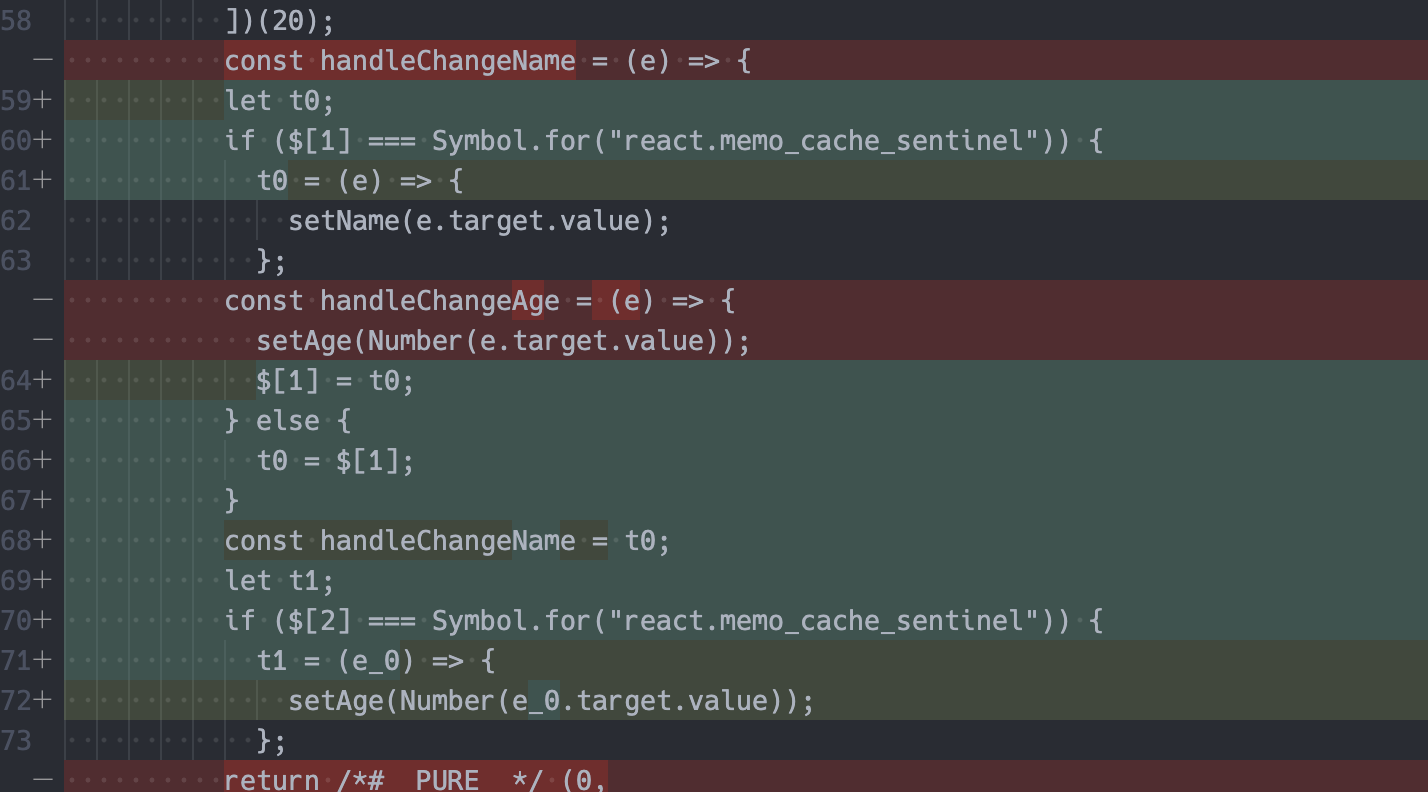 58 ])(20);
− const handleChangeName = (e) => {
59+ let t0;
60+ if ($[1] === Symbol.for("react.memo_cache_sentinel")) {
61+ t0 = (e) => {
62 setName(e.target.value);
63 };
− const handleChangeAge = (e) => {
− setAge(Number(e.target.value));
64+ $[1] = t0;
65+ } else {
66+ t0 = $[1];
67+ }
68+ const handleChangeName = t0;
69+ let t1;
70+ if ($[2] === Symbol.for("react.memo_cache_sentinel")) {
71+ t1 = (e_0) => {
72+ setAge(Number(e_0.target.value));
73 };
− return /*#__PURE__*/ (0,